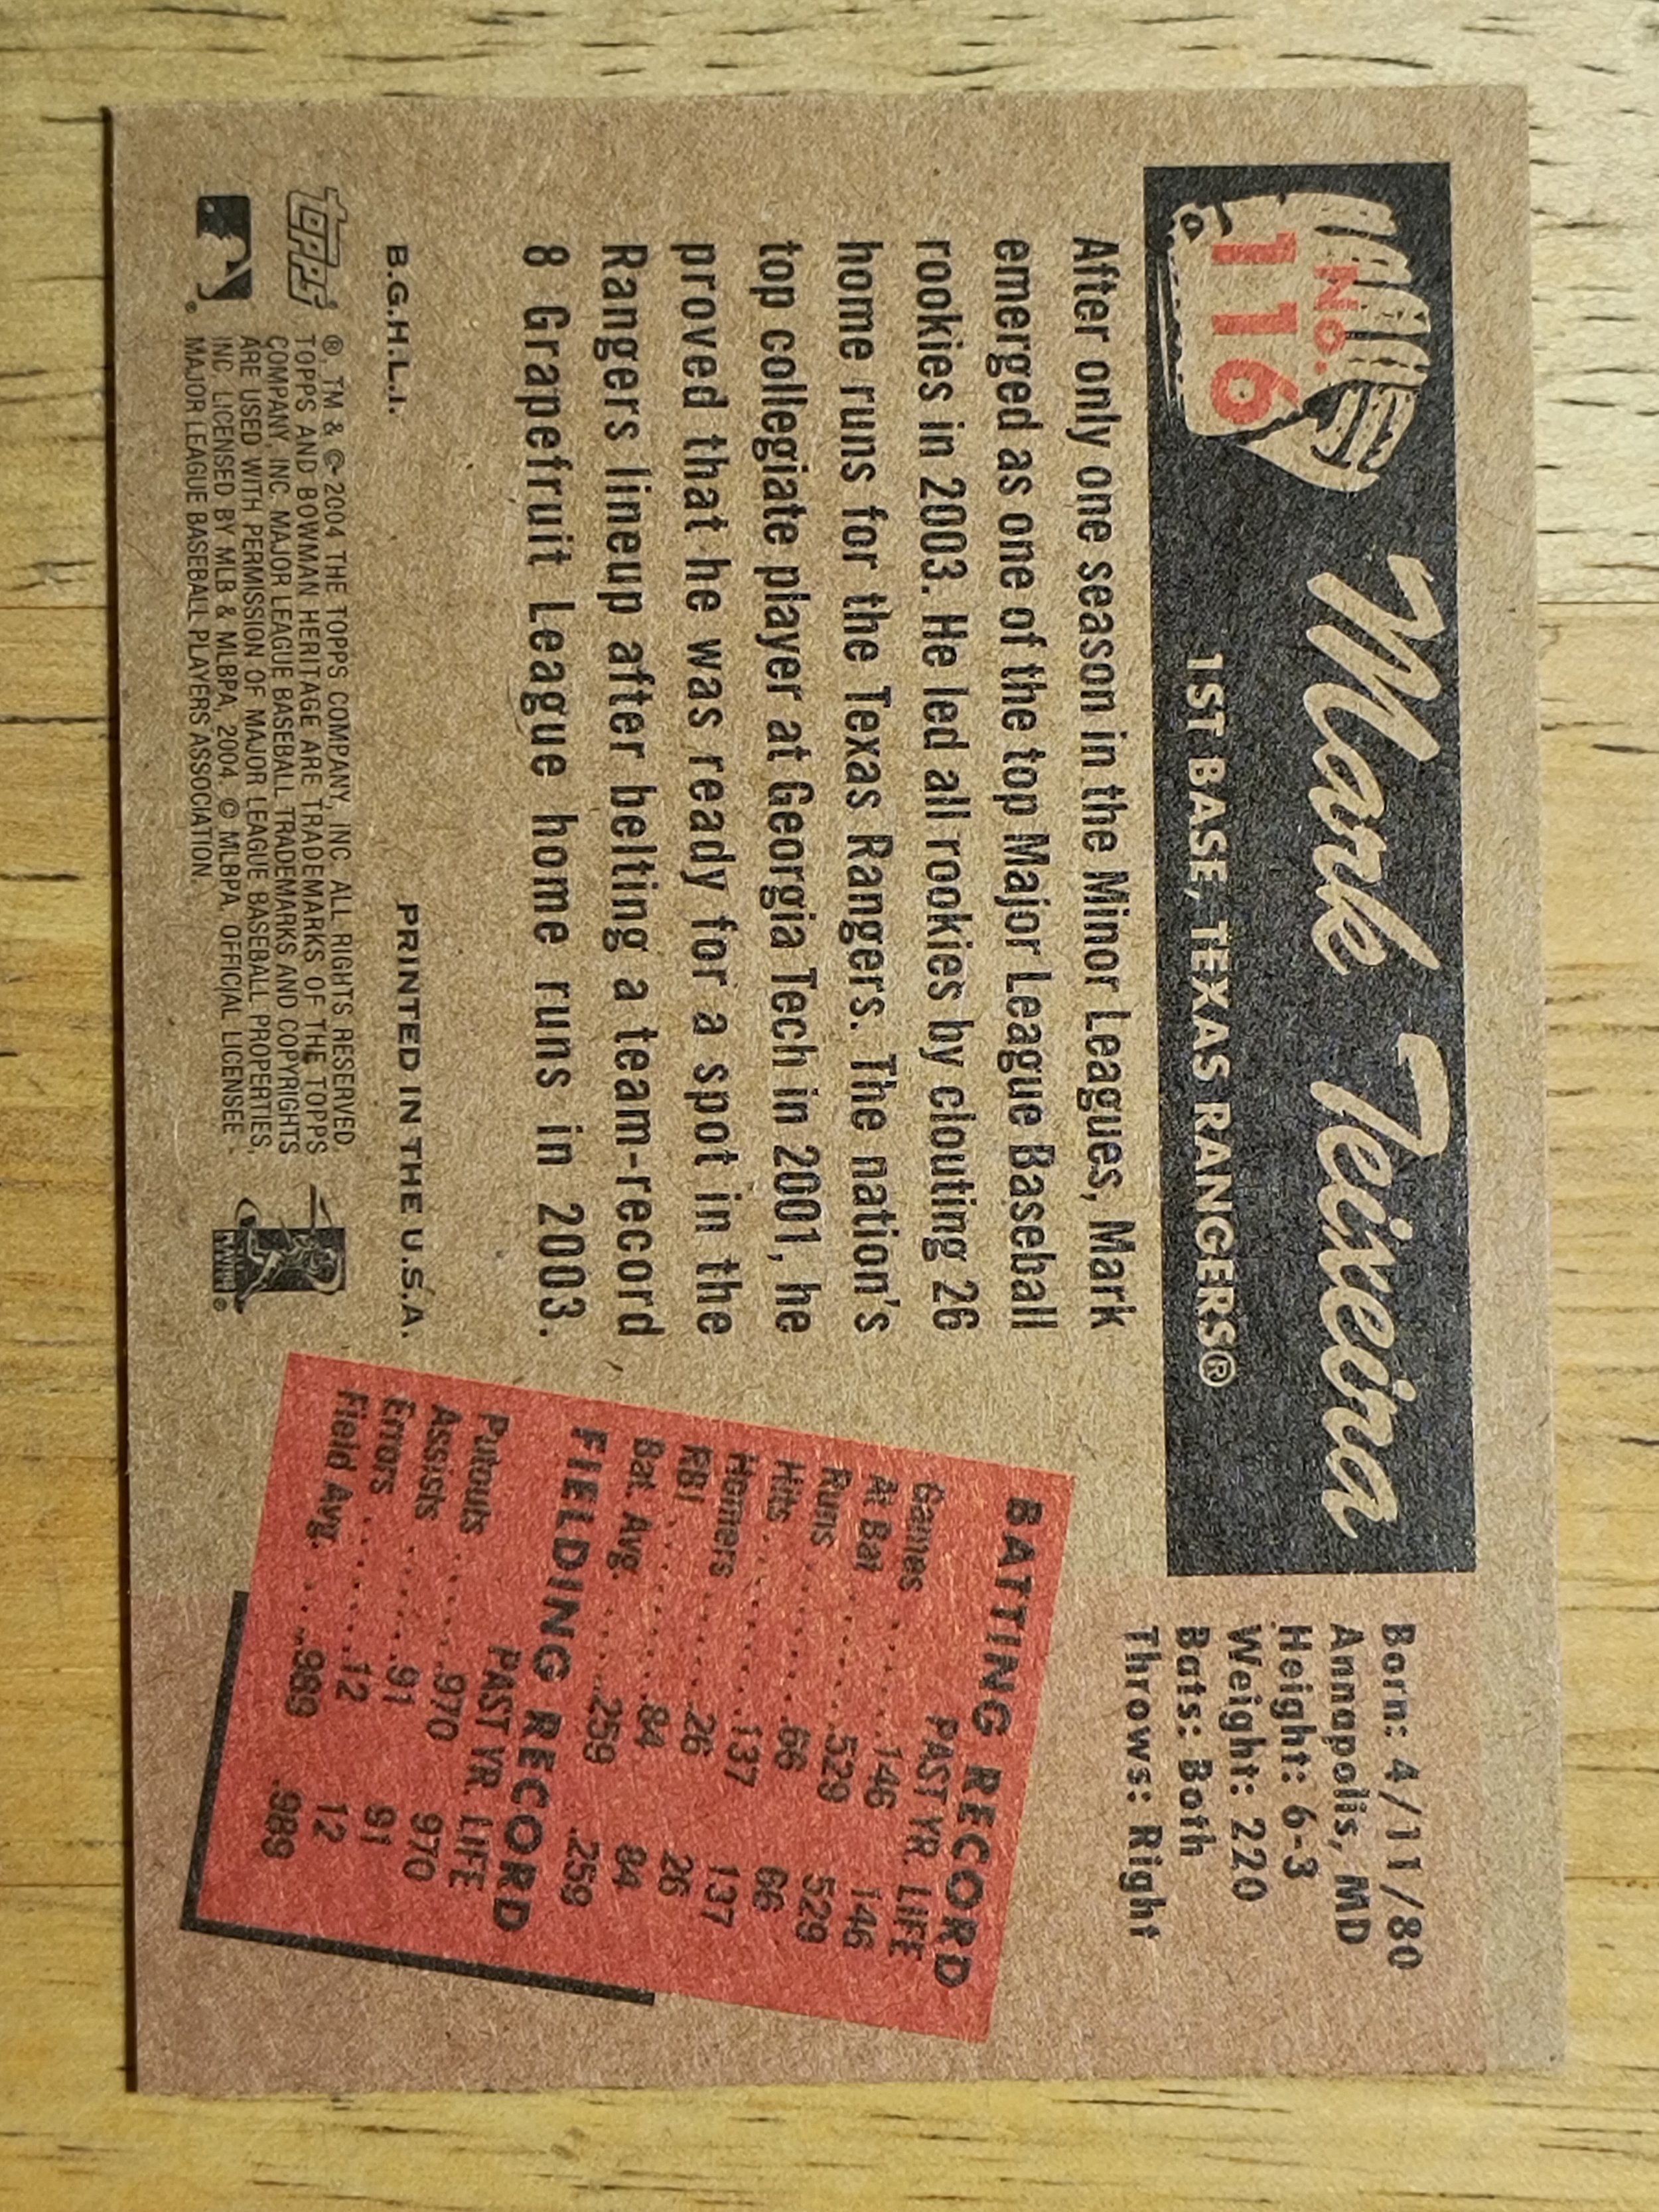 No.
116
Mark Teixeira
1ST BASE, TEXAS RANGERS®
Born: 4/11/80
Annapolis, MD
Height: 6-3
Weight: 220
Bats: Both
Throws: Right
After only one season in the Minor Leagues, Mark
emerged as one of the top Major League Baseball
rookies in 2003. He led all rookies by clouting 26
home runs for the Texas Rangers. The nation's
top collegiate player at Georgia Tech in 2001, he
proved that he was ready for a spot in the
Rangers lineup after belting a team-record
8 Grapefruit League home runs in 2003.
BATTING RECORD
PAST YR. LIFE
Games . . . . . . .146 146
At Bat . . . . . . .529 529
Runs . . . . . . .66 66
Hits . . . . . . . .137 137
Homers . . . . . .26 26
RBI . . . . . . . .84 84
Bat. Avg. . . . . .259 .259
FIELDING RECORD
PAST YR. LIFE
Putouts . . . . .970 970
Assists . . . . . .91 91
Errors . . . . . . .12 12
Field Avg. . . . .989 .989
B.G.H.L.I. PRINTED IN THE U.S.A.
topps
® TM & © 2004 THE TOPPS COMPANY, INC. ALL RIGHTS RESERVED.
TOPPS AND BOWMAN HERITAGE ARE TRADEMARKS OF THE TOPPS
COMPANY, INC. MAJOR LEAGUE BASEBALL TRADEMARKS AND COPYRIGHTS
ARE USED WITH PERMISSION OF MAJOR LEAGUE BASEBALL PROPERTIES,
INC. LICENSED BY MLB & MLBPA, 2004. © MLBPA. OFFICIAL LICENSEE -
MAJOR LEAGUE BASEBALL PLAYERS ASSOCIATION.